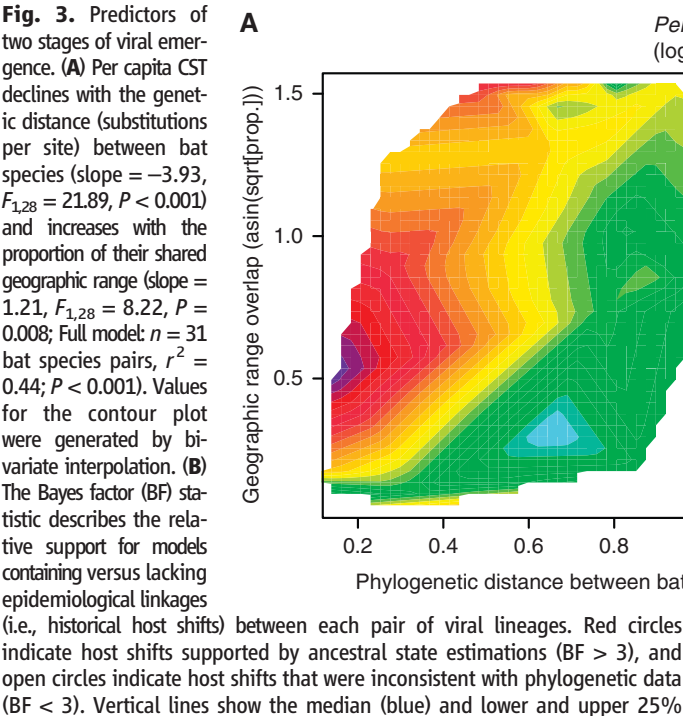 Fig. 3. Predictors of
two stages of viral emer-
gence. (A) Per capita CST
declines with the genet-
ic distance (substitutions
per site) between bat
species (slope = −3.93,
F1,28 = 21.89, P < 0.001)
and increases with the
proportion of their shared
geographic range (slope =
1.21, F1,28 = 8.22, P =
0.008; Full model: n = 31
bat species pairs, r² =
0.44; P < 0.001). Values
for the contour plot
were generated by bi-
variate interpolation. (B)
The Bayes factor (BF) sta-
tistic describes the rela-
tive support for models
containing versus lacking
epidemiological linkages
(i.e., historical host shifts) between each pair of viral lineages. Red circles
indicate host shifts supported by ancestral state estimations (BF > 3), and
open circles indicate host shifts that were inconsistent with phylogenetic data
(BF < 3). Vertical lines show the median (blue) and lower and upper 25%
A
Per
(log
Geographic range overlap (asin(sqrt[prop.]))
1.5
1.0
0.5
0.2 0.4 0.6 0.8
Phylogenetic distance between bat